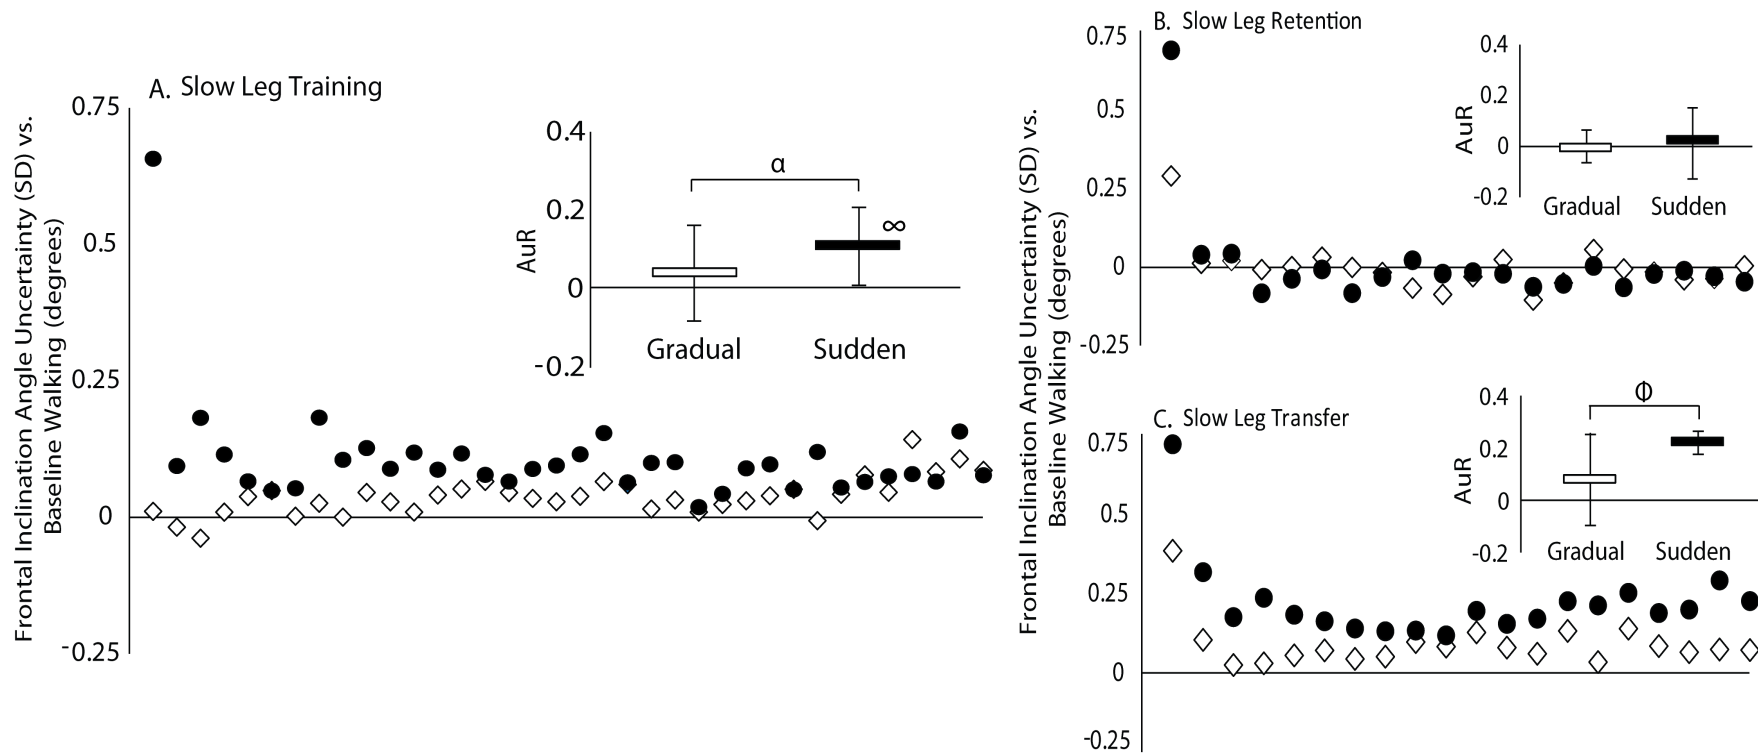 A. Slow Leg Training
Frontal Inclination Angle Uncertainty (SD) vs.
Baseline Walking (degrees)
0.75
0.5
0.25
0
-0.25
AuR
0.4
0.2
0
-0.2
α
∞
Gradual Sudden
B. Slow Leg Retention
Frontal Inclination Angle Uncertainty (SD) vs.
Baseline Walking (degrees)
0.75
0.5
0.25
0
-0.25
AuR
0.4
0.2
0
-0.2
Gradual Sudden
C. Slow Leg Transfer
0.75
0.5
0.25
0
-0.25
AuR
0.4
0.2
0
-0.2
Φ
Gradual Sudden